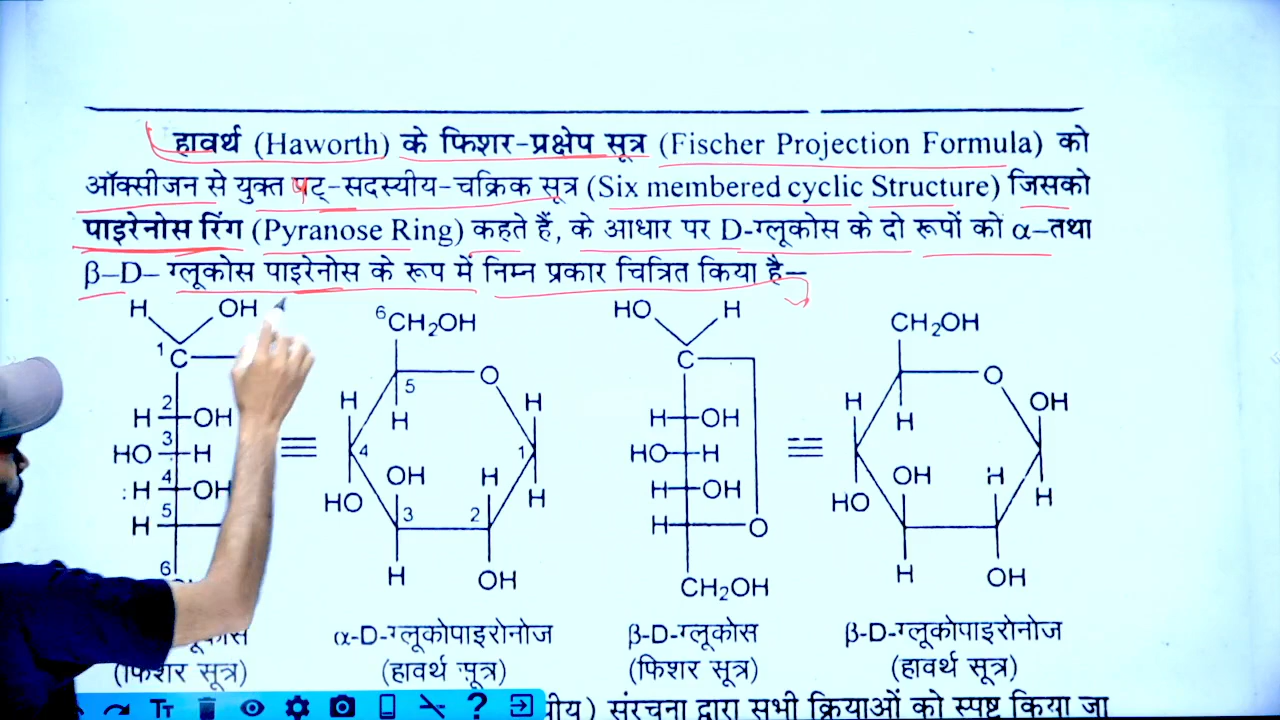 हावर्थ (Haworth) के फिशर-प्रक्षेप सूत्र (Fischer Projection Formula) को
ऑक्सीजन से युक्त षट्-सदस्यीय-चक्रिक सूत्र (Six membered cyclic Structure) जिसको
पाइरेनोस रिंग (Pyranose Ring) कहते हैं, के आधार पर D-ग्लूकोस के दो रूपों को α–तथा
β–D– ग्लूकोस पाइरेनोस के रूप में निम्न प्रकार चित्रित किया है–
H OH 6CH2OH HO H CH2OH
1C 5 O C O
H H H H H OH
2 H OH H OH H
HO 3 H 4 1 HO H
4 H OH OH H H OH OH H
HO 3 2 H HO H
5 H H O
H OH H OH
6 CH2OH
α-D-ग्लूकोपाइरोनोज β-D-ग्लूकोस β-D-ग्लूकोपाइरोनोज
(फिशर सूत्र) (हावर्थ सूत्र) (फिशर सूत्र) (हावर्थ सूत्र)
TT ?
संरचना द्वारा सभी क्रियाओं को स्पष्ट किया जा